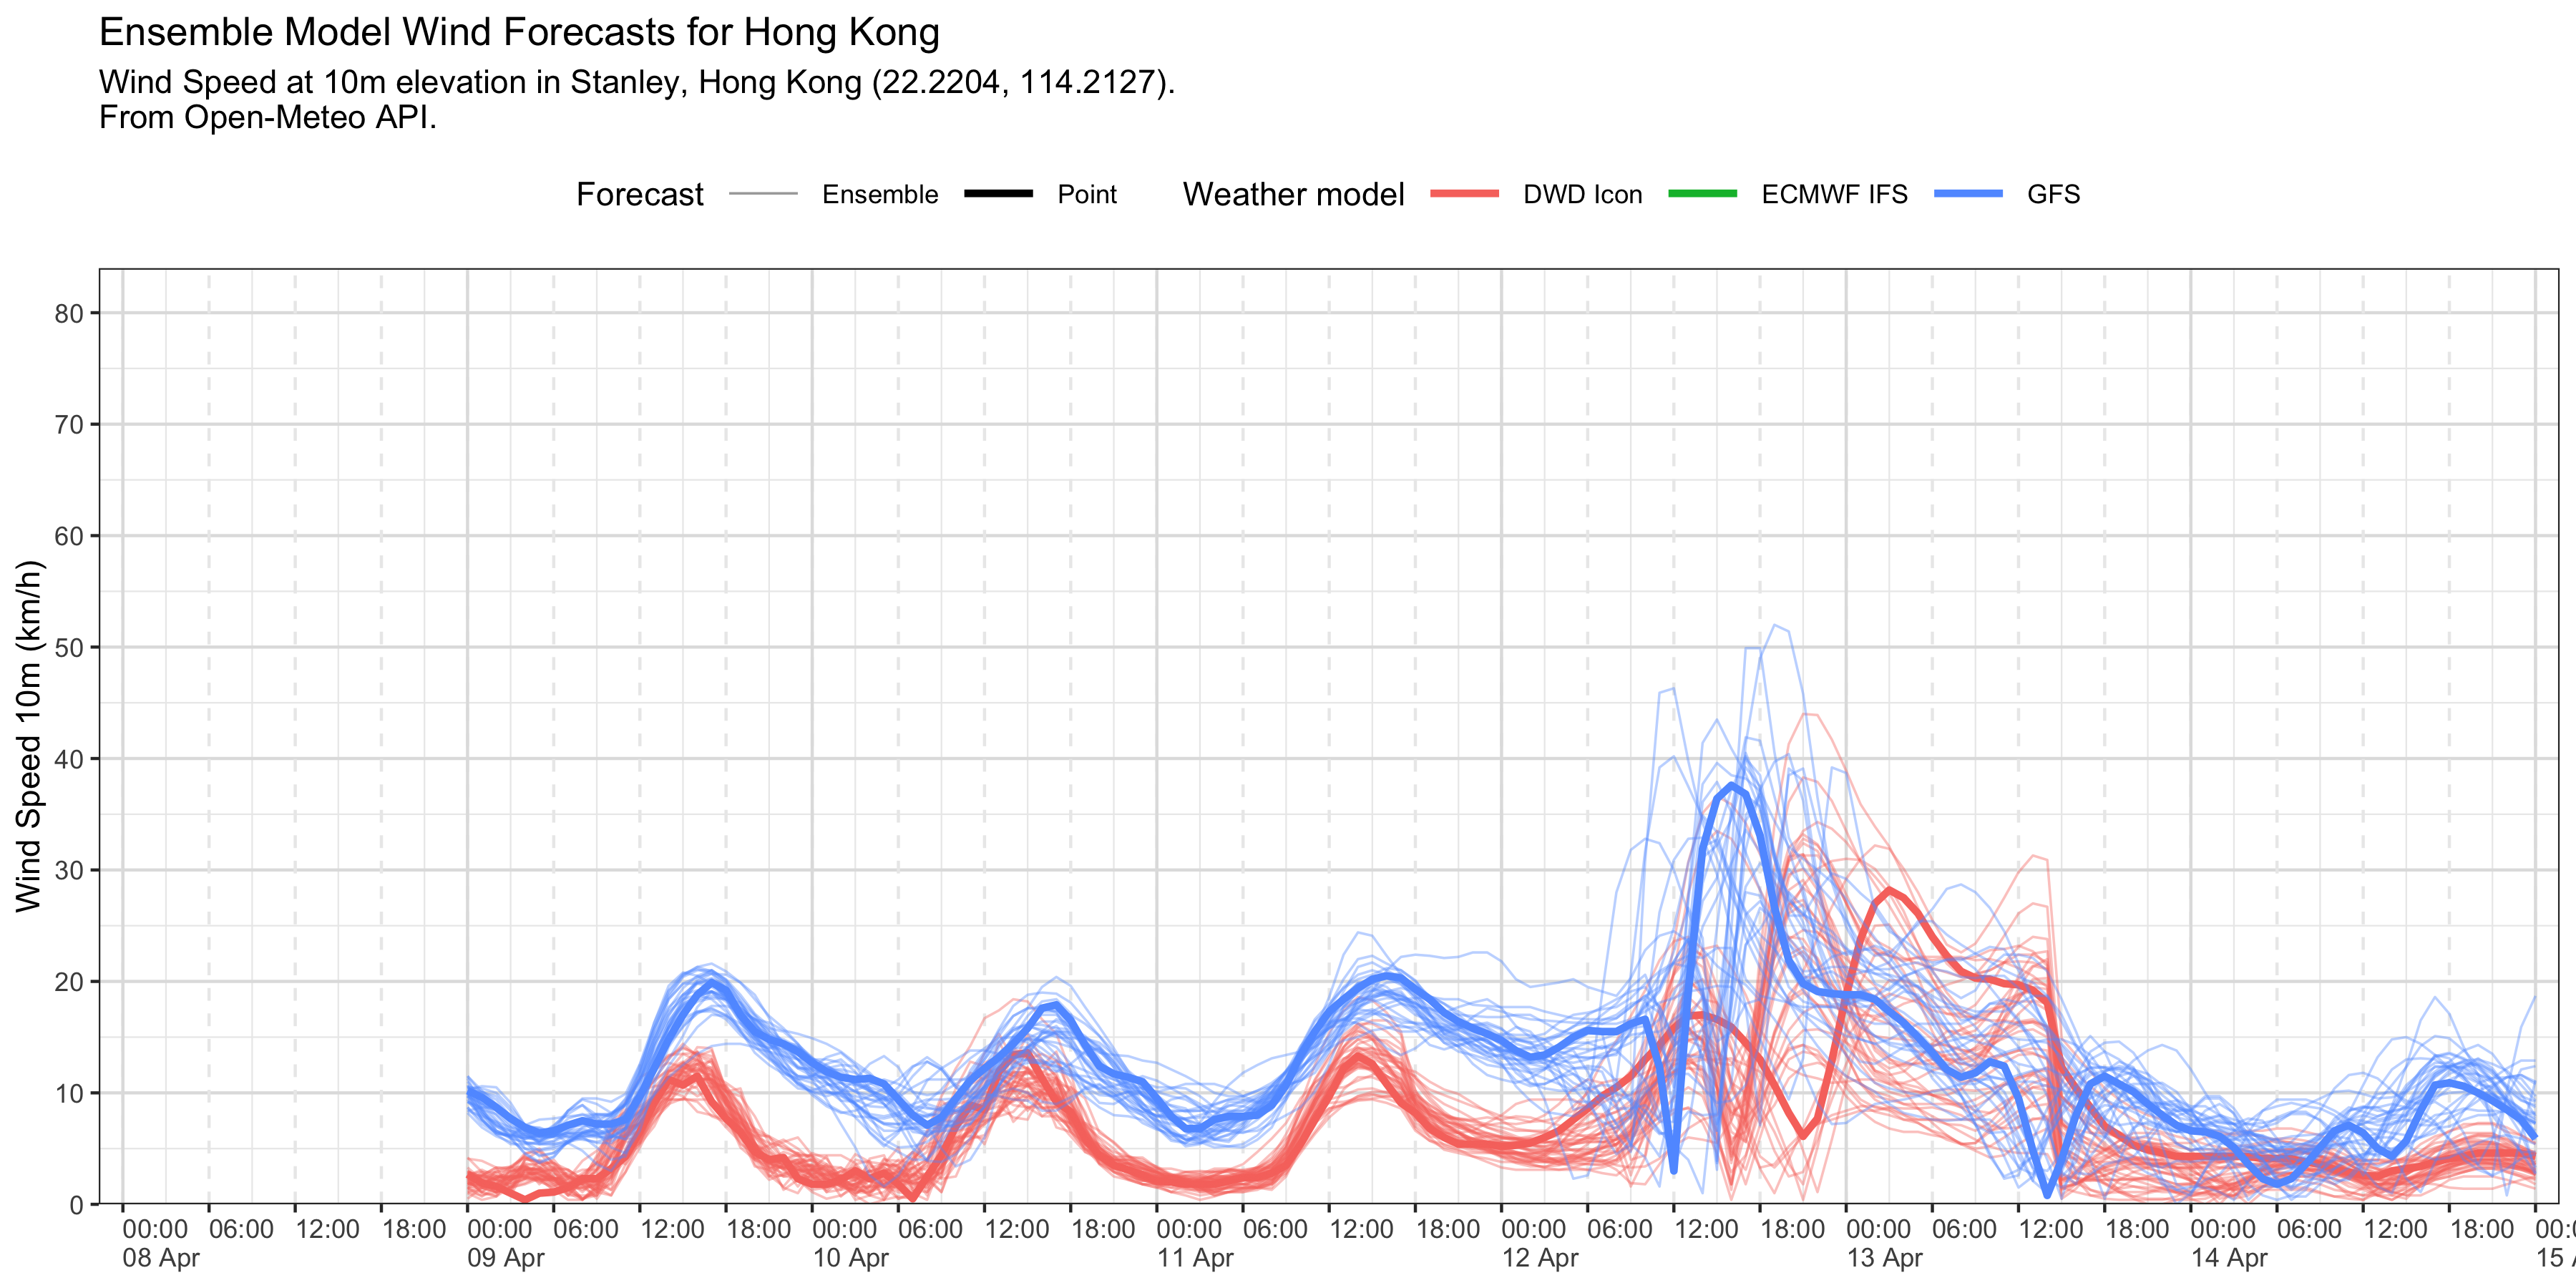 Ensemble Model Wind Forecasts for Hong Kong
Wind Speed at 10m elevation in Stanley, Hong Kong (22.2204, 114.2127).
From Open-Meteo API.
Forecast Ensemble Point Weather model DWD Icon ECMWF IFS GFS
Wind Speed 10m (km/h)
80
70
60
50
40
30
20
10
0
00:00 06:00 12:00 18:00 00:00 06:00 12:00 18:00 00:00 06:00 12:00 18:00 00:00 06:00 12:00 18:00 00:00 06:00 12:00 18:00 00:00 06:00 12:00 18:00 00:00 06:00 12:00 18:00
08 Apr 09 Apr 10 Apr 11 Apr 12 Apr 13 Apr 14 Apr 15